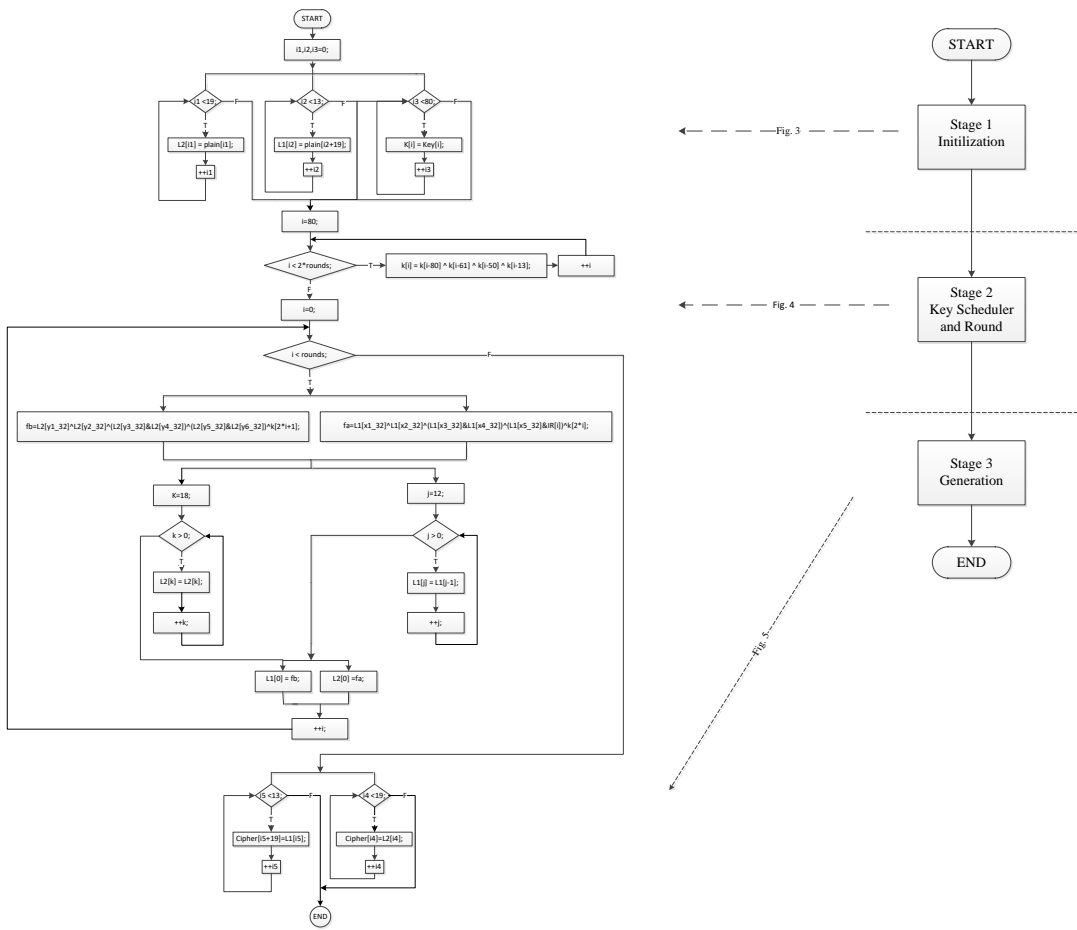 START
i1,i2,i3=0;
i1 <19;
F
i2 <13;
F
i3 <80;
F
T
T
T
L2[i1] = plain[i1];
L1[i2] = plain[i2+19];
K[i] = Key[i];
++i1
++i2
++i3
i=80;
i < 2*rounds;
T
k[i] = k[i-80] ^ k[i-61] ^ k[i-50] ^ k[i-13];
++i
F
i=0;
i < rounds;
F
T
fb=L2[y1_32]^L2[y2_32]^(L2[y3_32]&L2[y4_32])^(L2[y5_32]&L2[y6_32])^k[2*i+1];
fa=L1[x1_32]^L1[x2_32]^(L1[x3_32]&L1[x4_32])^(L1[x5_32]&IR[i])^k[2*i];
K=18;
j=12;
k > 0;
j > 0;
T
T
L2[k] = L2[k];
L1[j] = L1[j-1];
++k;
++j;
L1[0] = fb;
L2[0] =fa;
++i;
i5 <13;
F
i4 <19;
F
T
T
Cipher[i5+19]=L1[i5];
Cipher[i4]=L2[i4];
++i5
++i4
END
START
Stage 1
Initilization
Fig. 3
Stage 2
Key Scheduler
and Round
Fig. 4
Stage 3
Generation
Fig. 5
END